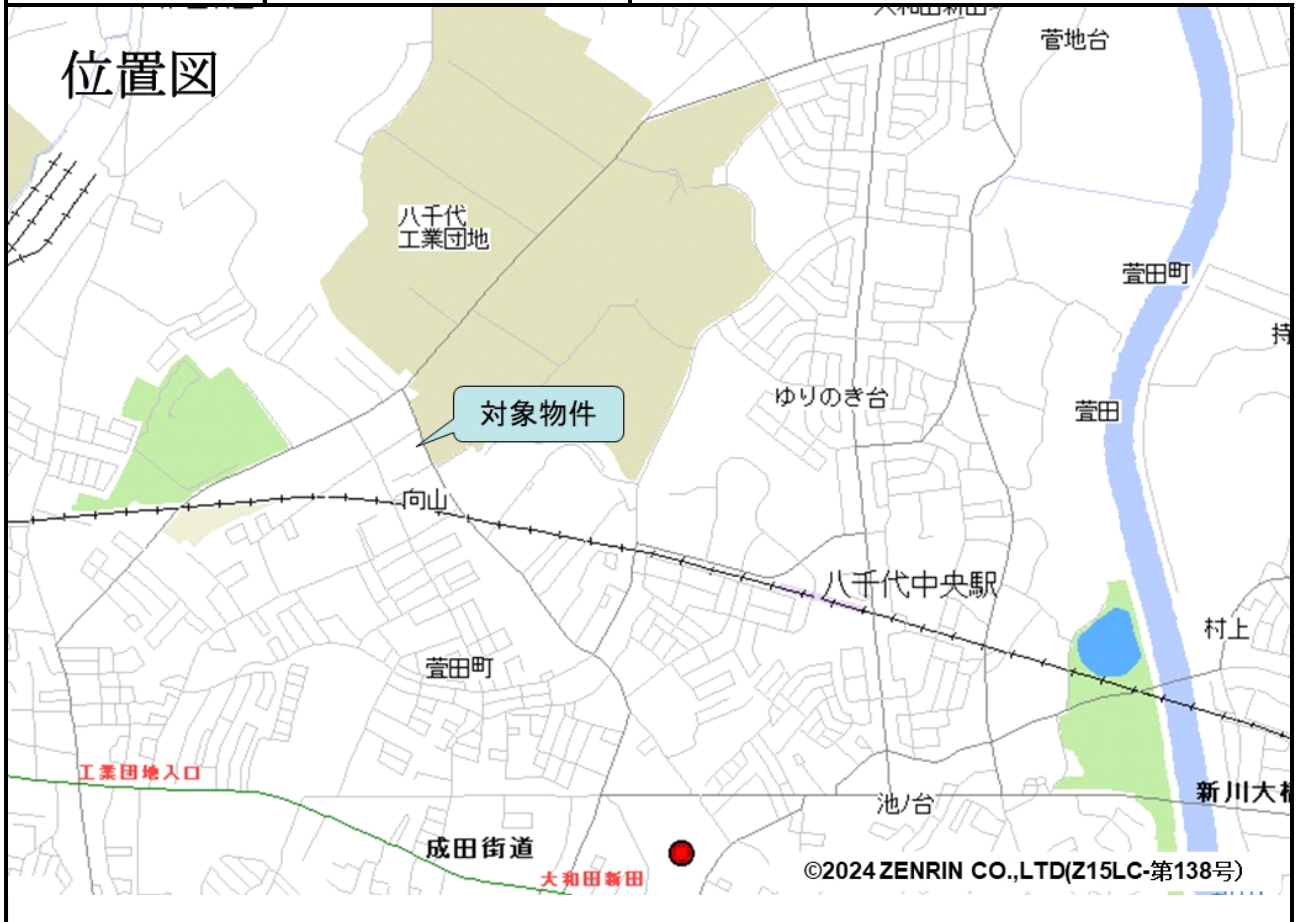 位置図
菅地台
八千代
工業団地
萱田町
持
対象物件
ゆりのき台
萱田
向山
八千代中央駅
村上
萱田町
工業団地入口
新川大橋
池ノ台
成田街道
大和田新田
©2024 ZENRIN CO.,LTD(Z15LC-第138号)